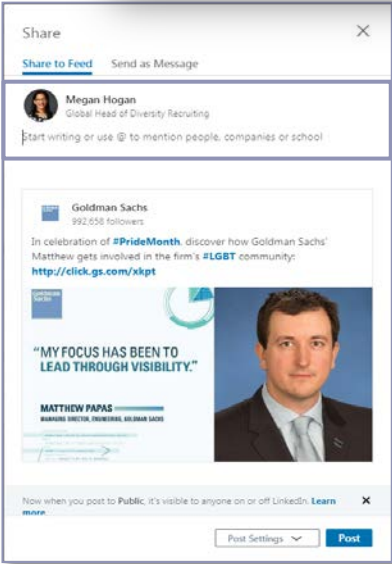 Share
Share to Feed Send as Message
Megan Hogan
Global Head of Diversity Recruiting
Start writing or use @ to mention people, companies or school
Goldman Sachs
992,658 followers
In celebration of #PrideMonth, discover how Goldman Sachs'
Matthew gets involved in the firm's #LGBT community:
http://click.gs.com/xkpt
Goldman
Sachs
"MY FOCUS HAS BEEN TO
LEAD THROUGH VISIBILITY."
MATTHEW PAPAS
MANAGING DIRECTOR, ENGINEERING, GOLDMAN SACHS
Now when you post to Public, it's visible to anyone on or off LinkedIn. Learn
more
Post Settings Post